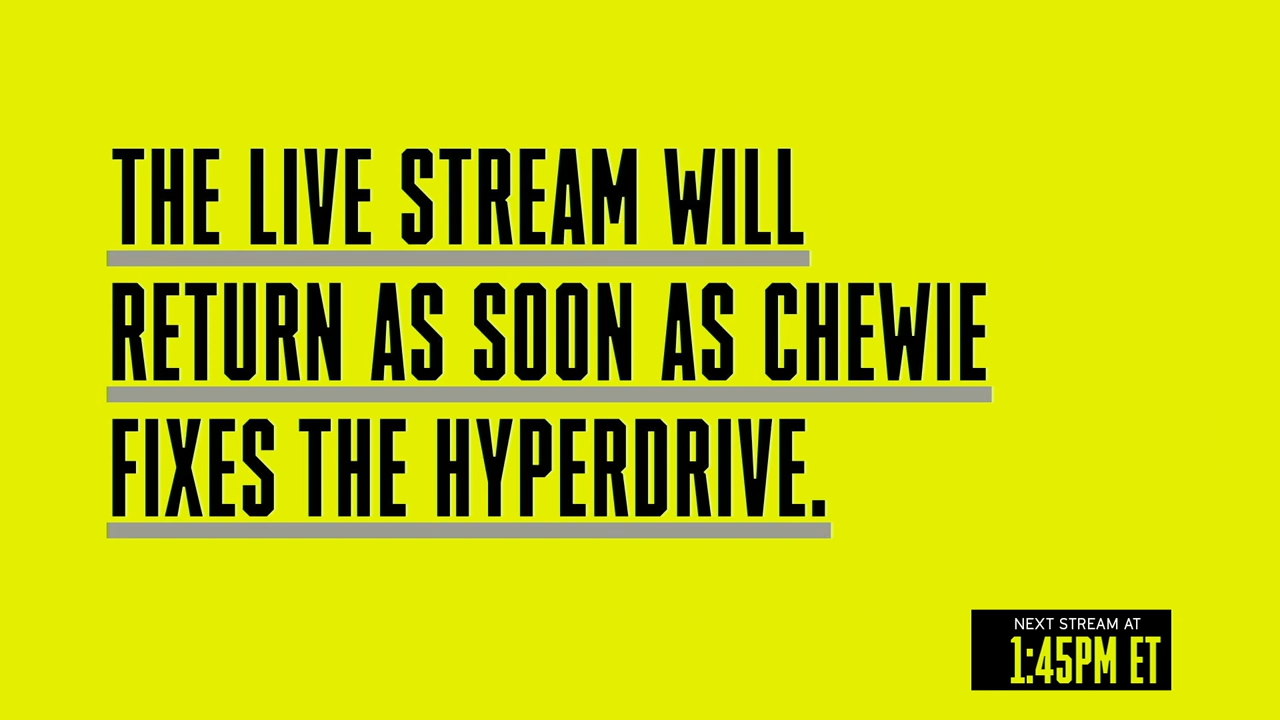 THE LIVE STREAM WILL
RETURN AS SOON AS CHEWIE
FIXES THE HYPERDRIVE.
NEXT STREAM AT
1:45PM ET